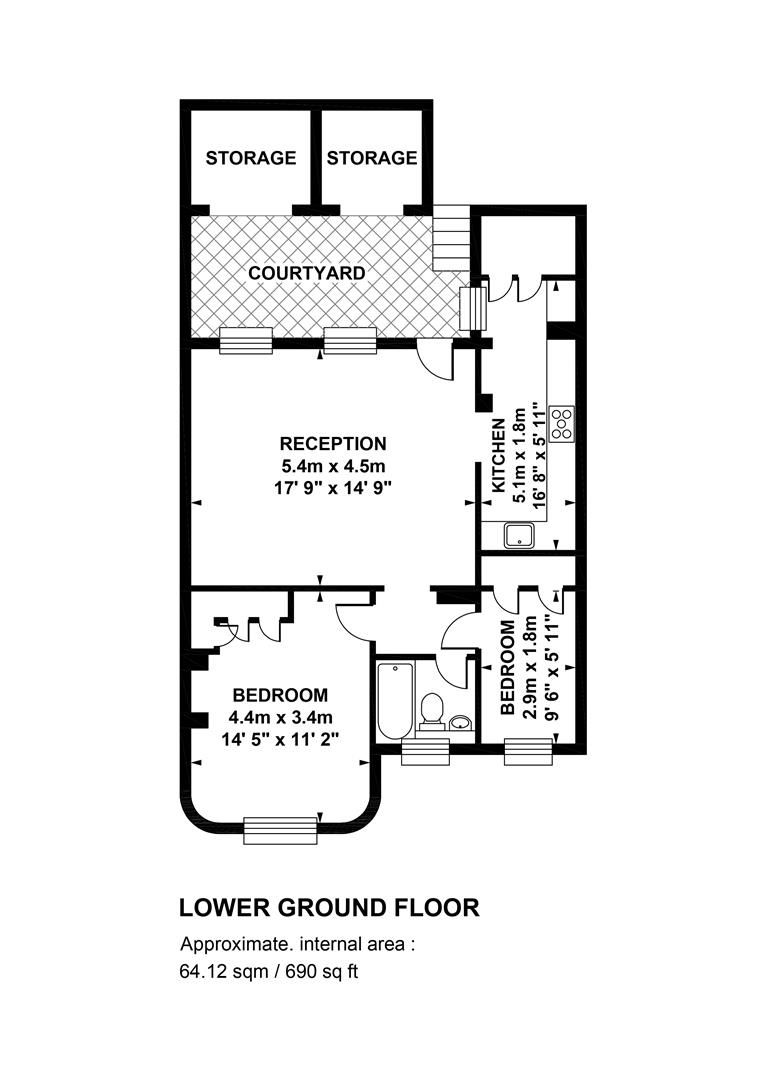 STORAGE
STORAGE
COURTYARD
RECEPTION
5.4m x 4.5m
17' 9" x 14' 9"
KITCHEN
5.1m x 1.8m
16' 8" x 5' 11"
BEDROOM
4.4m x 3.4m
14' 5" x 11' 2"
BEDROOM
2.9m x 1.8m
9' 6" x 5' 11"
LOWER GROUND FLOOR
Approximate. internal area :
64.12 sqm / 690 sq ft